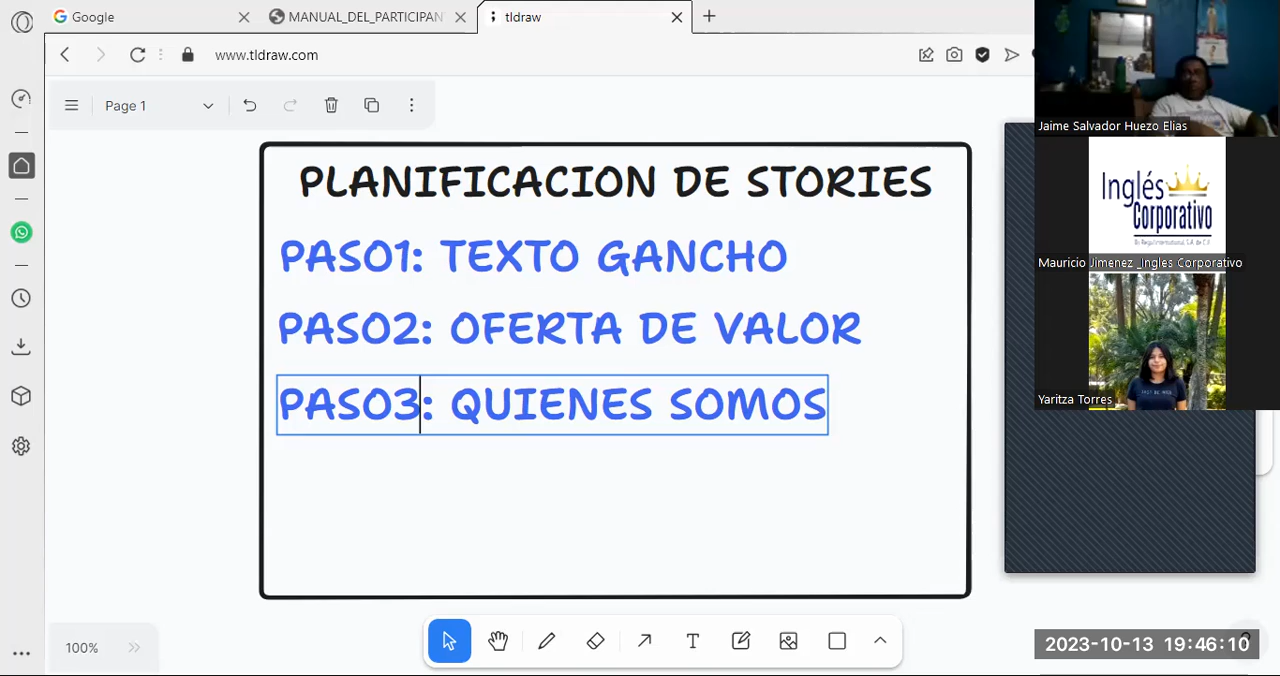 Google
MANUAL_DEL_PARTICIPAN
tldraw
www.tldraw.com
Page 1
PLANIFICACION DE STORIES
PASO1: TEXTO GANCHO
PASO2: OFERTA DE VALOR
PASO3: QUIENES SOMOS
100%
Jaime Salvador Huezo Elias
Inglés
Corporativo
Mauricio Jimenez _Ingles Corporativo
Yaritza Torres
2023-10-13 19:46:10